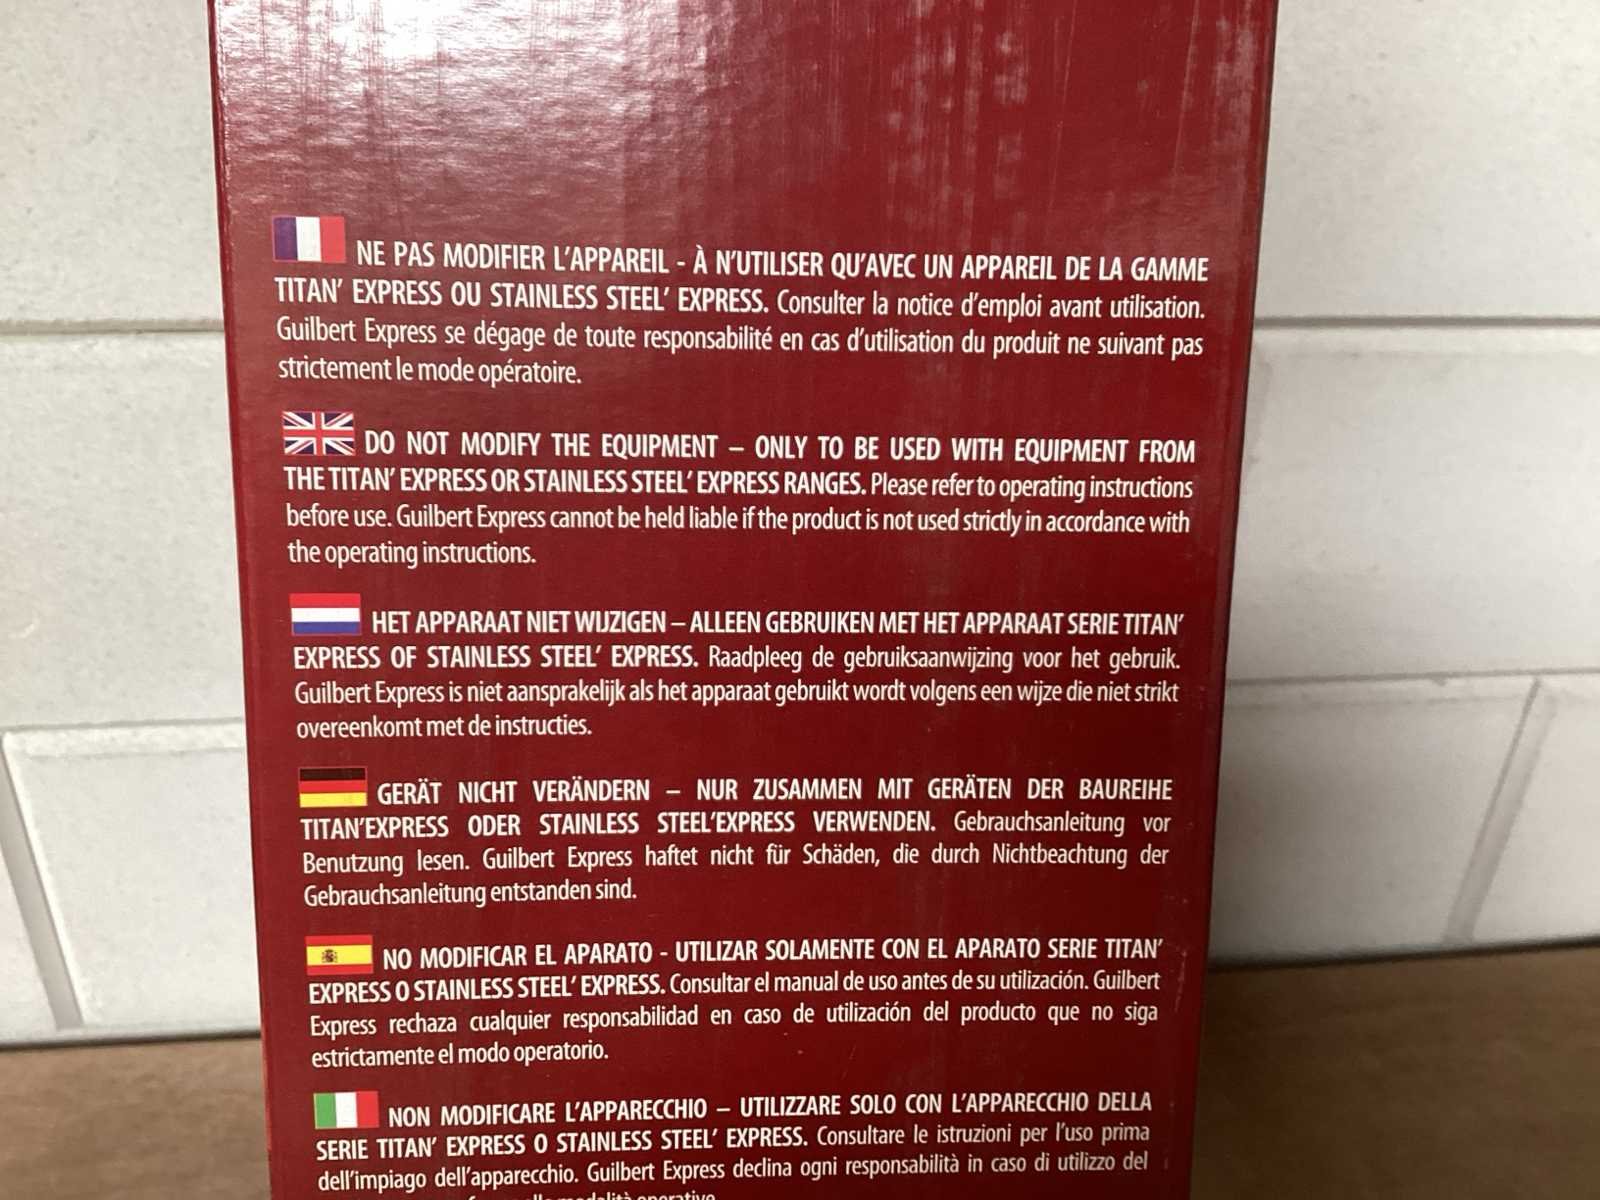 NE PAS MODIFIER L'APPAREIL - À N'UTILISER QU'AVEC UN APPAREIL DE LA GAMME
TITAN' EXPRESS OU STAINLESS STEEL' EXPRESS. Consulter la notice d'emploi avant utilisation.
Guilbert Express se dégage de toute responsabilité en cas d'utilisation du produit ne suivant pas
strictement le mode opératoire.
DO NOT MODIFY THE EQUIPMENT – ONLY TO BE USED WITH EQUIPMENT FROM
THE TITAN' EXPRESS OR STAINLESS STEEL' EXPRESS RANGES. Please refer to operating instructions
before use. Guilbert Express cannot be held liable if the product is not used strictly in accordance with
the operating instructions.
HET APPARAAT NIET WIJZIGEN – ALLEEN GEBRUIKEN MET HET APPARAAT SERIE TITAN'
EXPRESS OF STAINLESS STEEL' EXPRESS. Raadpleeg de gebruiksaanwijzing voor het gebruik.
Guilbert Express is niet aansprakelijk als het apparaat gebruikt wordt volgens een wijze die niet strikt
overeenkomt met de instructies.
GERÄT NICHT VERÄNDERN – NUR ZUSAMMEN MIT GERÄTEN DER BAUREIHE
TITAN'EXPRESS ODER STAINLESS STEEL'EXPRESS VERWENDEN. Gebrauchsanleitung vor
Benutzung lesen. Guilbert Express haftet nicht für Schäden, die durch Nichtbeachtung der
Gebrauchsanleitung entstanden sind.
NO MODIFICAR EL APARATO - UTILIZAR SOLAMENTE CON EL APARATO SERIE TITAN'
EXPRESS O STAINLESS STEEL' EXPRESS. Consultar el manual de uso antes de su utilización. Guilbert
Express rechaza cualquier responsabilidad en caso de utilización del producto que no siga
estrictamente el modo operatorio.
NON MODIFICARE L'APPARECCHIO – UTILIZZARE SOLO CON L'APPARECCHIO DELLA
SERIE TITAN' EXPRESS O STAINLESS STEEL' EXPRESS. Consultare le istruzioni per l'uso prima
dell'impiago dell'apparecchio. Guilbert Express declina ogni responsabilità in caso di utilizzo del
modalità operative.